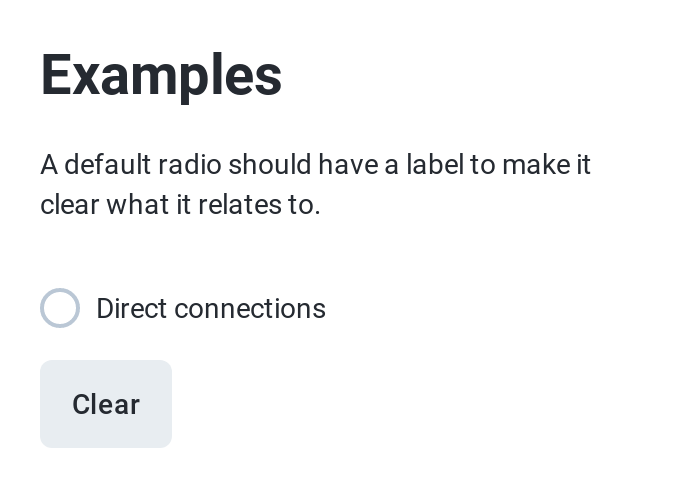 Examples
A default radio should have a label to make it
clear what it relates to.
Direct connections
Clear